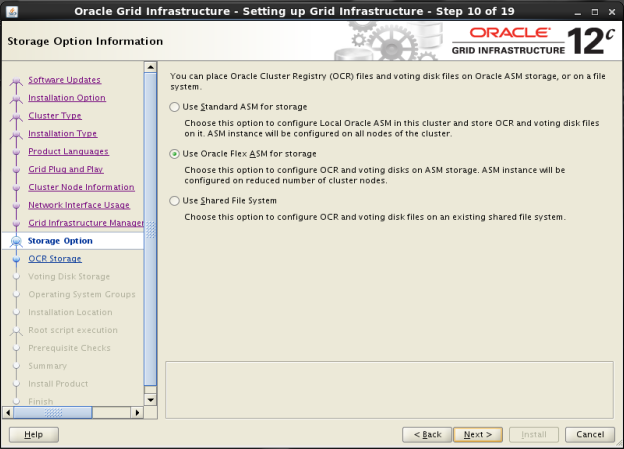 Oracle Grid Infrastructure - Setting up Grid Infrastructure - Step 10 of 19
Storage Option Information
ORACLE
GRID INFRASTRUCTURE
12c
Software Updates
Installation Option
Cluster Type
Installation Type
Product Languages
Grid Plug and Play
Cluster Node Information
Network Interface Usage
Grid Infrastructure Manager
Storage Option
OCR Storage
Voting Disk Storage
Operating System Groups
Installation Location
Root script execution
Prerequisite Checks
Summary
Install Product
Finish
You can place Oracle Cluster Registry (OCR) files and voting disk files on Oracle ASM storage, or on a file
system.
Use Standard ASM for storage
Choose this option to configure Local Oracle ASM in this cluster and store OCR and voting disk files
on it. ASM instance will be configured on all nodes of the cluster.
Use Oracle Flex ASM for storage
Choose this option to configure OCR and voting disks on ASM storage. ASM instance will be
configured on reduced number of cluster nodes.
Use Shared File System
Choose this option to configure OCR and voting disk files on an existing shared file system.
Help
< Back
Next >
Install
Cancel